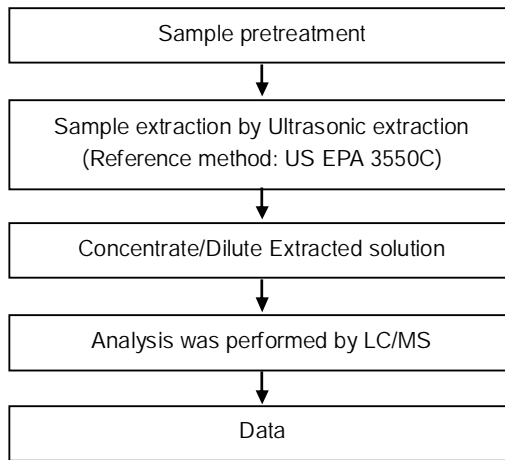 Sample pretreatment
Sample extraction by Ultrasonic extraction
(Reference method: US EPA 3550C)
Concentrate/Dilute Extracted solution
Analysis was performed by LC/MS
Data